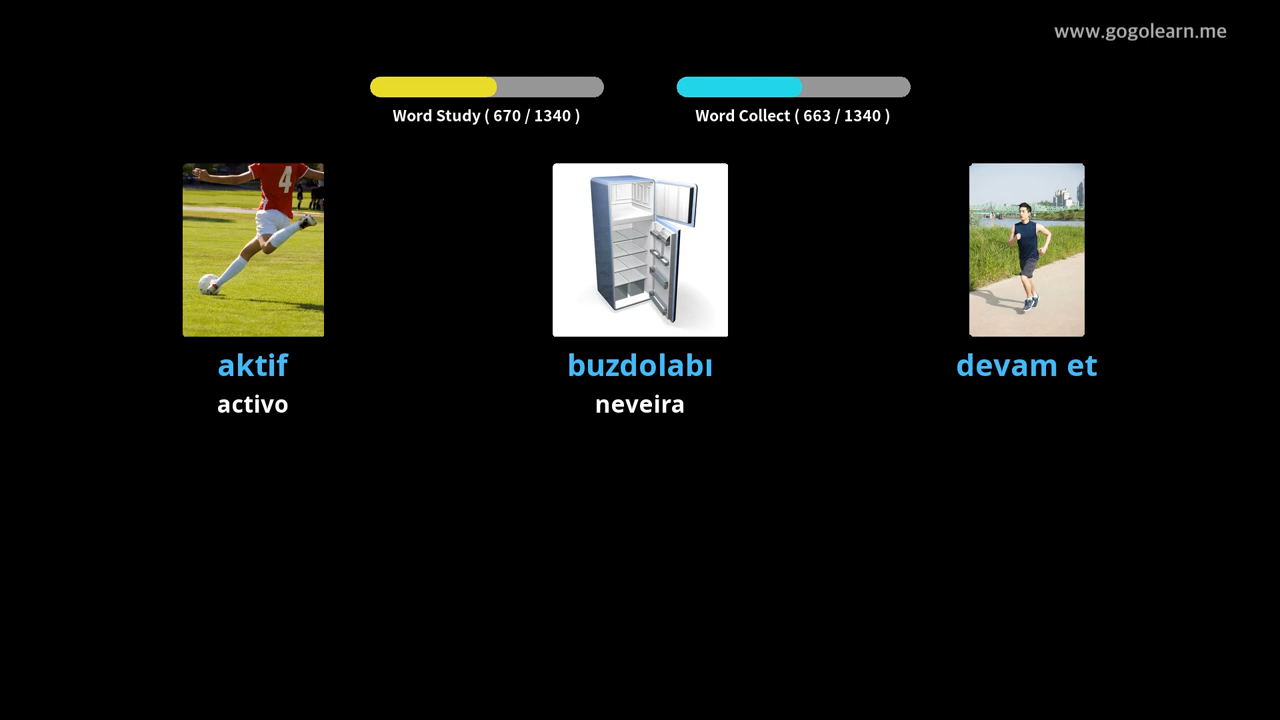 www.gogolearn.me
Word Study ( 670 / 1340 )
Word Collect ( 663 / 1340 )
4
aktif
buzdolabı
devam et
activo
neveira